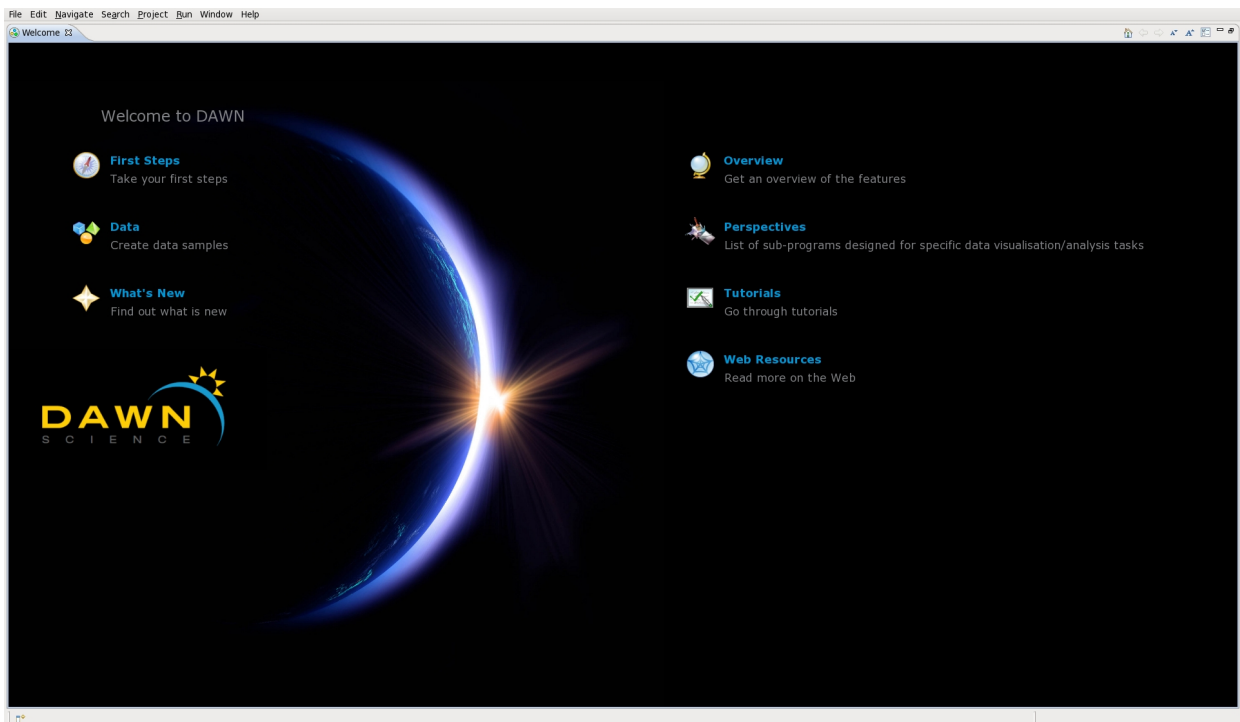 File Edit Navigate Search Project Run Window Help
Welcome
Welcome to DAWN
First Steps
Take your first steps
Data
Create data samples
What's New
Find out what is new
DAWN
SCIENCE
Overview
Get an overview of the features
Perspectives
List of sub-programs designed for specific data visualisation/analysis tasks
Tutorials
Go through tutorials
Web Resources
Read more on the Web